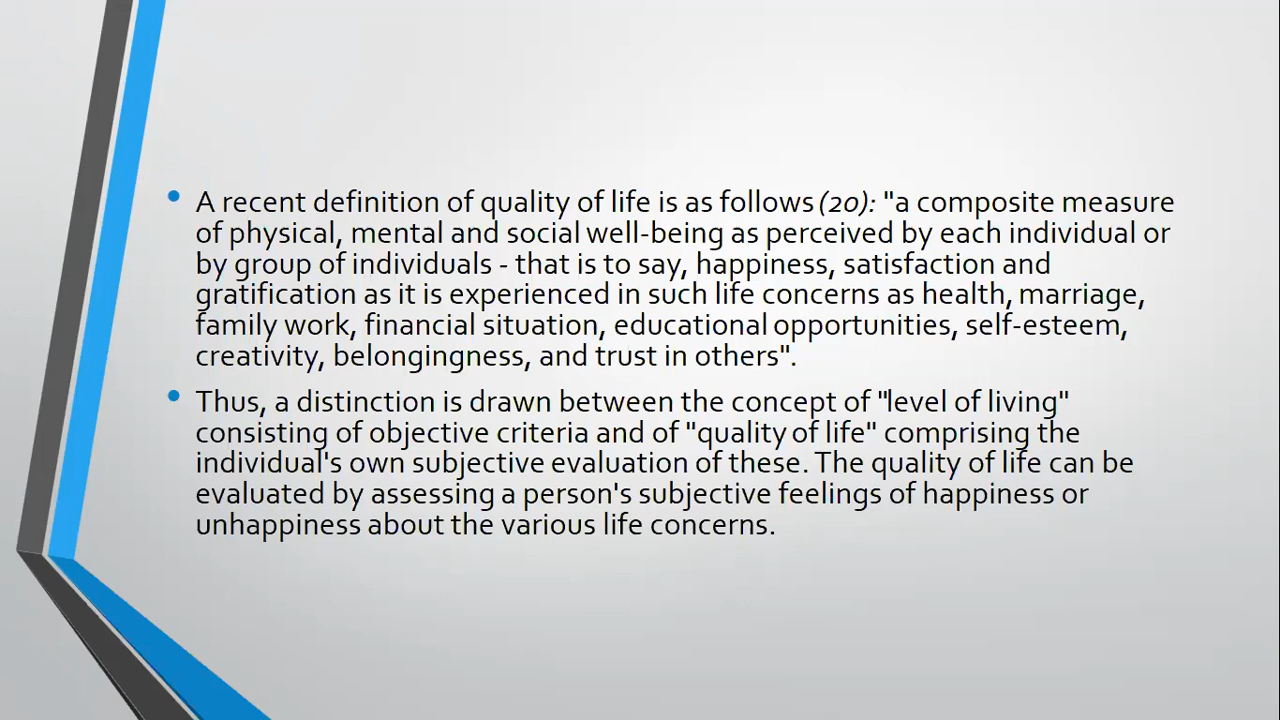 A recent definition of quality of life is as follows (20): "a composite measure
of physical, mental and social well-being as perceived by each individual or
by group of individuals - that is to say, happiness, satisfaction and
gratification as it is experienced in such life concerns as health, marriage,
family work, financial situation, educational opportunities, self-esteem,
creativity, belongingness, and trust in others".
Thus, a distinction is drawn between the concept of "level of living"
consisting of objective criteria and of "quality of life" comprising the
individual's own subjective evaluation of these. The quality of life can be
evaluated by assessing a person's subjective feelings of happiness or
unhappiness about the various life concerns.